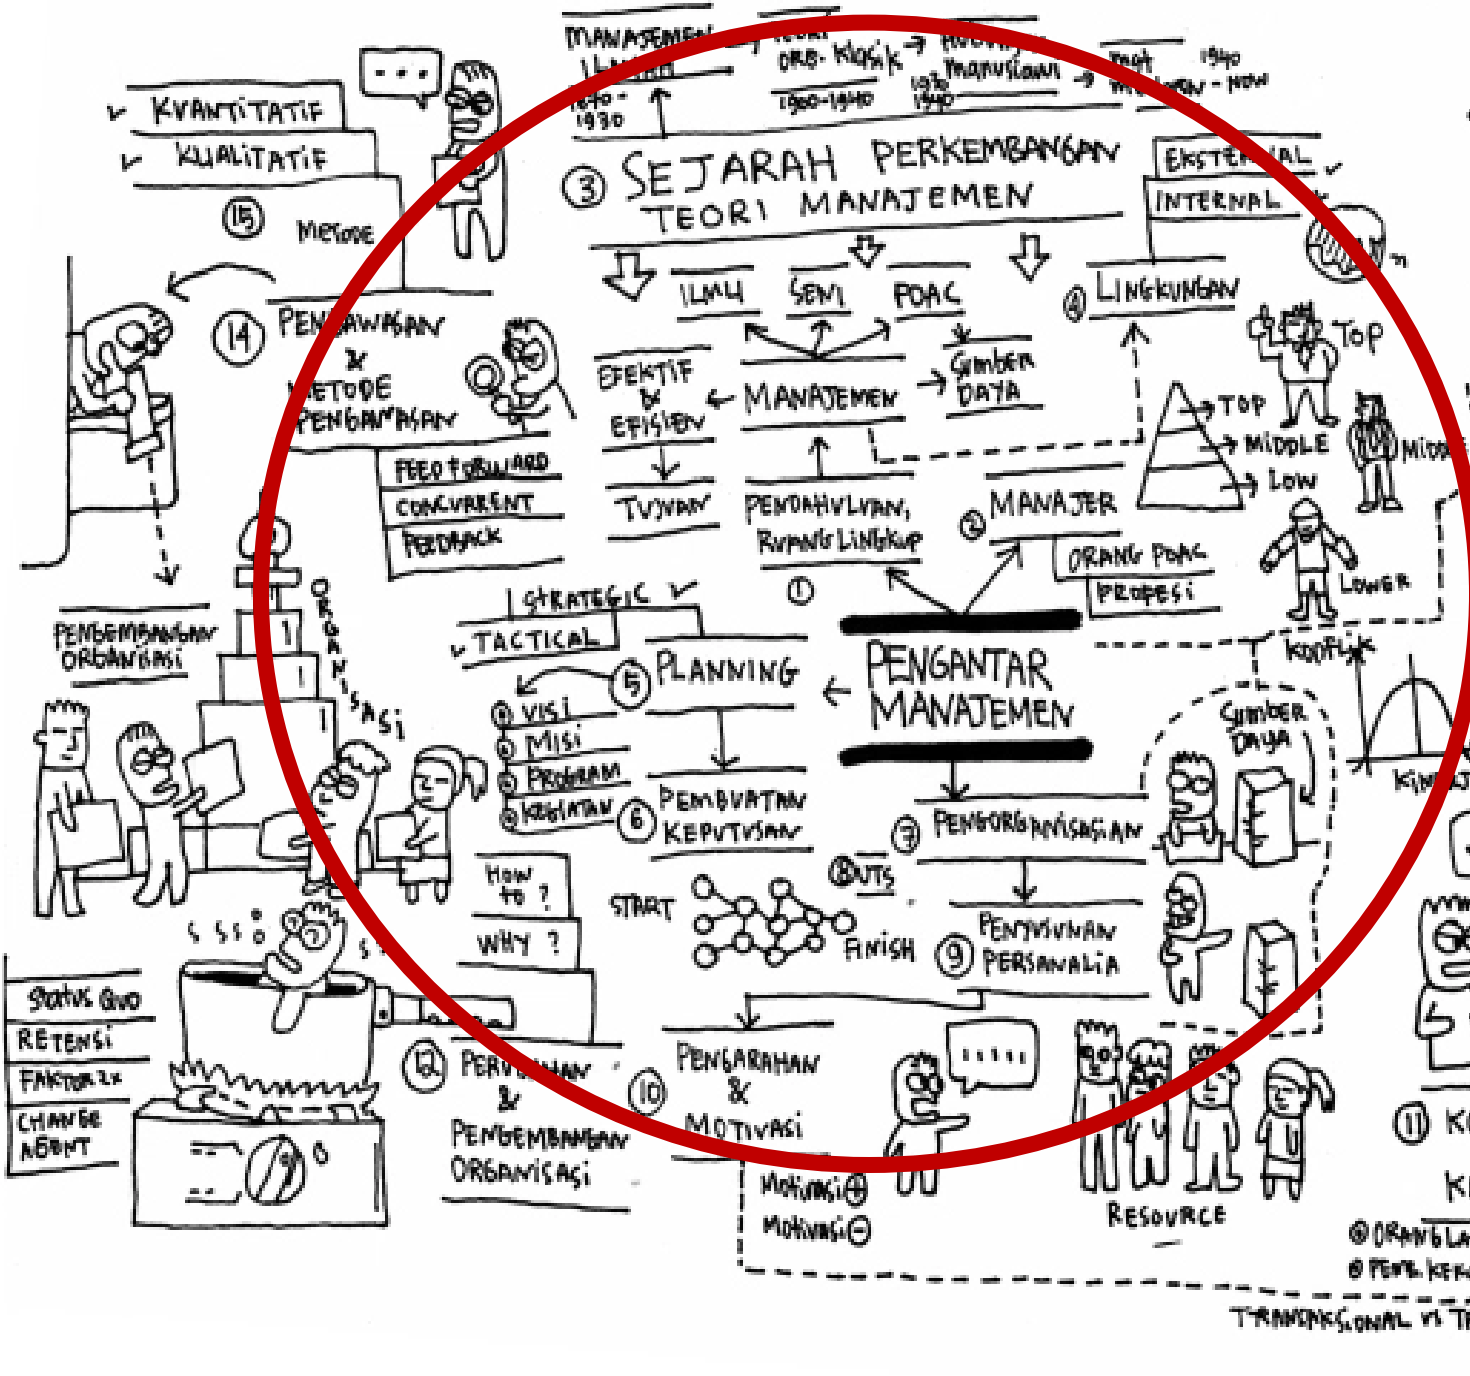 MANAJEMEN
ILMIAH
1930
ORG. Klasik
1900-1940
Manusiawi
1930
1940
1940
③ SEJARAH PERKEMBANGAN
TEORI MANAJEMEN
EKSTERNAL
INTERNAL
④ LINGKUNGAN
KVANTITATIF
KUALITATIF
⑮ METODE
⑭ PENGAWASAN
&
METODE
PENGAWASAN
FEED FORWARD
CONCURRENT
FEEDBACK
ILMU
SENI
POAC
EFEKTIF
&
EFISIEN
MANAJEMEN
SUMBER
DAYA
TUJUAN
PENDAHULUAN,
RUANG LINGKUP
①
② MANAJER
ORANG POAC
PROFESI
TOP
MIDDLE
LOW
TOP
LOWER
STRATEGIC
TACTICAL
⑤ PLANNING
PENGANTAR
MANAJEMEN
VISI
MISI
PROGRAM
KEGIATAN
⑥ PEMBUATAN
KEPUTUSAN
⑦ PENGORGANISASIAN
KONFLIK
SUMBER
DAYA
PENGEMBANGAN
ORGANISASI
ORGANISASI
⑧ UTS
START
FINISH
⑨ PENYUSUNAN
PERSONALIA
HOW
TO ?
WHY ?
STATUS QUO
RETENSI
FAKTOR2X
CHANGE
AGENT
⑫ PERUBAHAN
&
PENGEMBANGAN
ORGANISASI
⑩ PENGARAHAN
&
MOTIVASI
Motivasi ⊕
Motivasi ⊖
RESOURCE
⑪
TRANSAKSIONAL